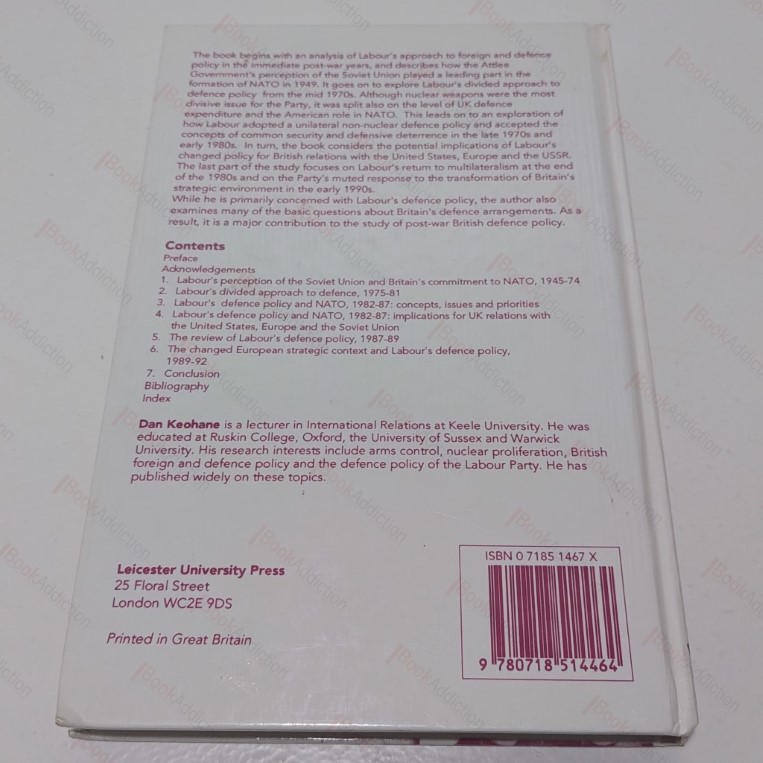 The book begins with an analysis of Labour's approach to foreign and defence
policy in the immediate post-war years, and describes how the Attlee
Government's perception of the Soviet Union played a leading part in the
formation of NATO in 1949. It goes on to explore Labour's divided approach to
defence policy from the mid 1970s. Although nuclear weapons were the most
divisive issue for the Party, it was split also on the level of UK defence
expenditure and the American role in NATO. This leads on to an exploration of
how Labour adopted a unilateral non-nuclear defence policy and accepted the
concepts of common security and defensive deterrence in the late 1970s and
early 1980s. In turn, the book considers the potential implications of Labour's
changed policy for British relations with the United States, Europe and the USSR.
The last part of the study focuses on Labour's return to multilateralism at the end
of the 1980s and on the Party's muted response to the transformation of Britain's
strategic environment in the early 1990s.
While he is primarily concerned with Labour's defence policy, the author also
examines many of the basic questions about Britain's defence arrangements. As a
result, it is a major contribution to the study of post-war British defence policy.
Contents
Preface
Acknowledgements
1. Labour's perception of the Soviet Union and Britain's commitment to NATO, 1945-74
2. Labour's divided approach to defence, 1975-81
3. Labour's defence policy and NATO, 1982-87: concepts, issues and priorities
4. Labour's defence policy and NATO, 1982-87: implications for UK relations with
the United States, Europe and the Soviet Union
5. The review of Labour's defence policy, 1987-89
6. The changed European strategic context and Labour's defence policy,
1989-92
7. Conclusion
Bibliography
Index
Dan Keohane is a lecturer in International Relations at Keele University. He was
educated at Ruskin College, Oxford, the University of Sussex and Warwick
University. His research interests include arms control, nuclear proliferation, British
foreign and defence policy and the defence policy of the Labour Party. He has
published widely on these topics.
Leicester University Press
25 Floral Street
London WC2E 9DS
Printed in Great Britain
ISBN 0 7185 1467 X
9 780718 514464
BookAddiction